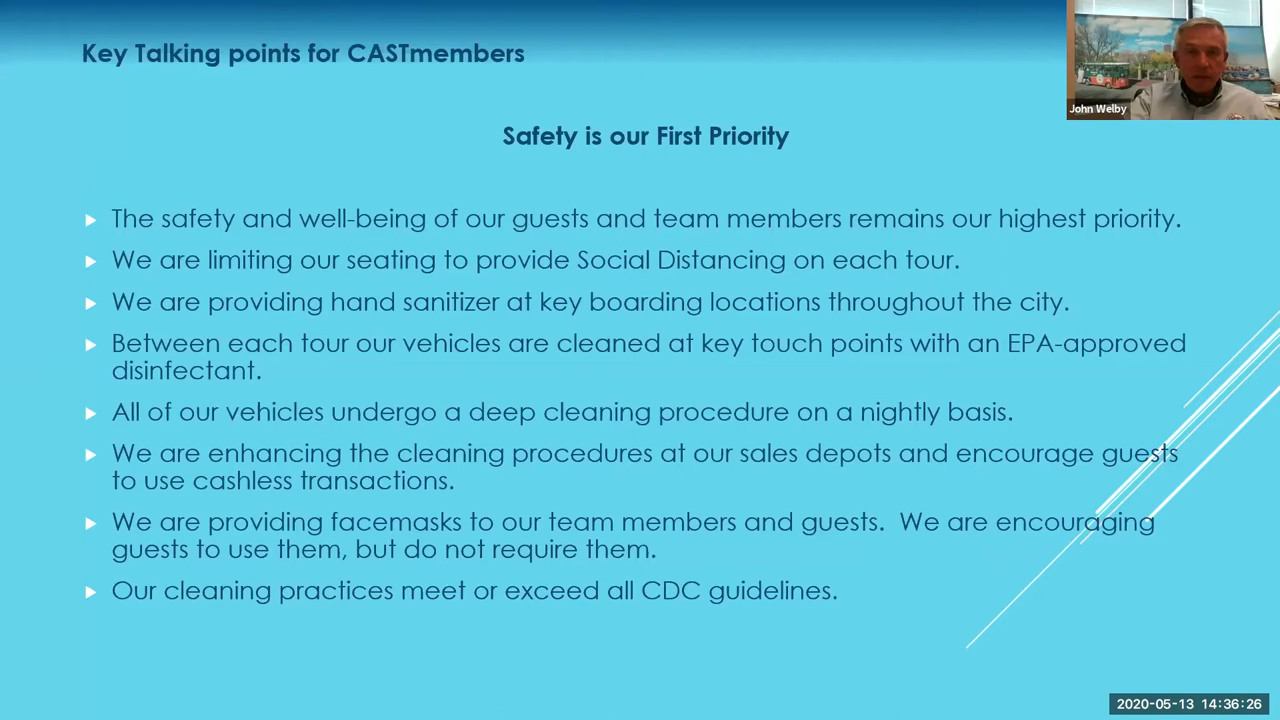 Key Talking points for CASTmembers
John Welby
Safety is our First Priority
The safety and well-being of our guests and team members remains our highest priority.
We are limiting our seating to provide Social Distancing on each tour.
We are providing hand sanitizer at key boarding locations throughout the city.
Between each tour our vehicles are cleaned at key touch points with an EPA-approved
disinfectant.
All of our vehicles undergo a deep cleaning procedure on a nightly basis.
We are enhancing the cleaning procedures at our sales depots and encourage guests
to use cashless transactions.
We are providing facemasks to our team members and guests.  We are encouraging
guests to use them, but do not require them.
Our cleaning practices meet or exceed all CDC guidelines.
2020-05-13 14:36:26